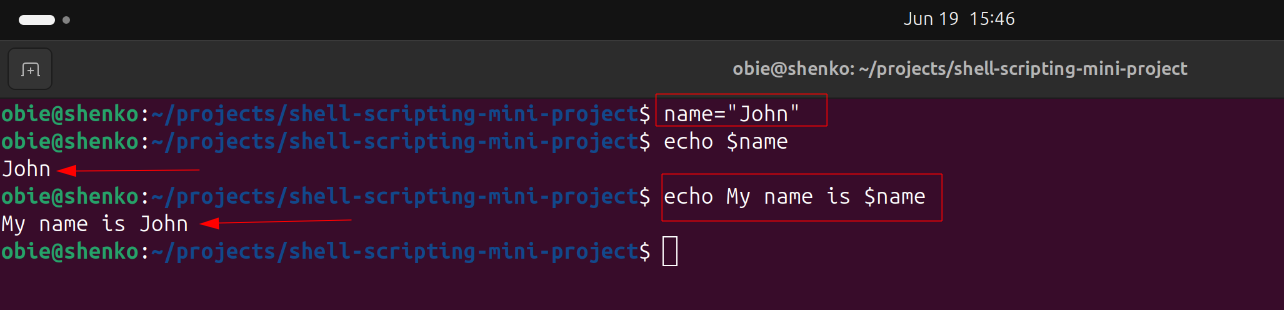 Jun 19 15:46
obie@shenko: ~/projects/shell-scripting-mini-project
obie@shenko:~/projects/shell-scripting-mini-project$ name="John"
obie@shenko:~/projects/shell-scripting-mini-project$ echo $name
John
obie@shenko:~/projects/shell-scripting-mini-project$ echo My name is $name
My name is John
obie@shenko:~/projects/shell-scripting-mini-project$